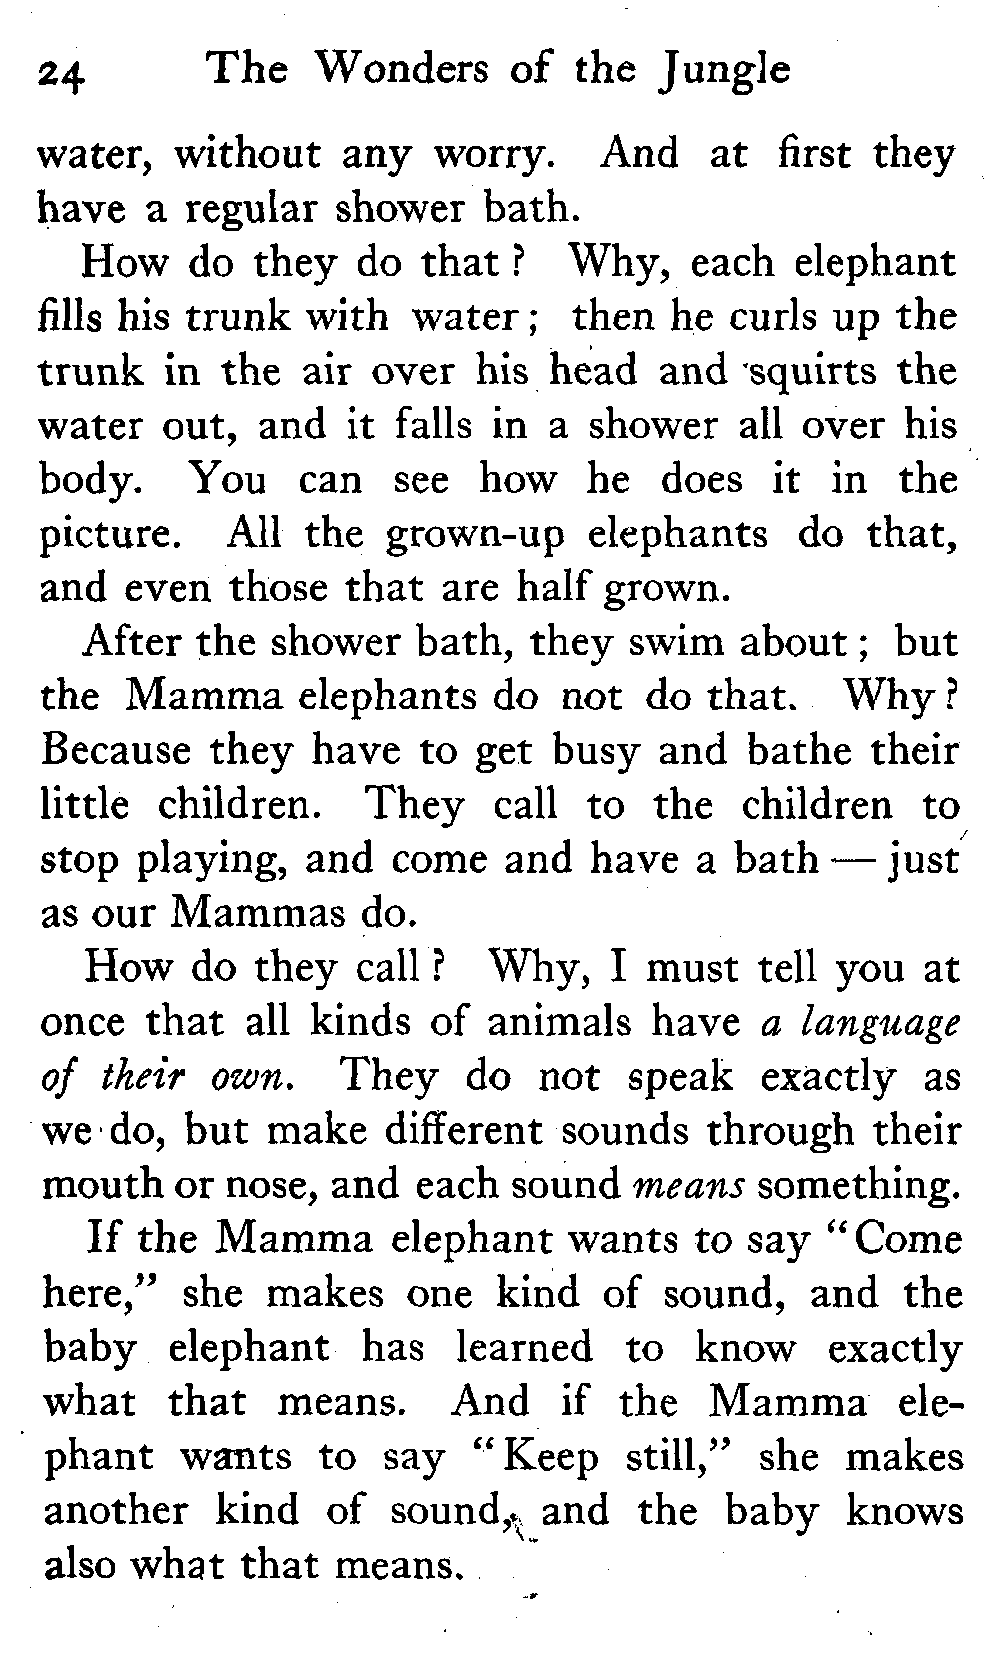 24 The Wonders of the Jungle
water, without any worry. And at first they
have a regular shower bath.
How do they do that? Why, each elephant
fills his trunk with water; then he curls up the
trunk in the air over his head and squirts the
water out, and it falls in a shower all over his
body. You can see how he does it in the
picture. All the grown-up elephants do that,
and even those that are half grown.
After the shower bath, they swim about; but
the Mamma elephants do not do that. Why?
Because they have to get busy and bathe their
little children. They call to the children to
stop playing, and come and have a bath — just
as our Mammas do.
How do they call? Why, I must tell you at
once that all kinds of animals have a language
of their own. They do not speak exactly as
we do, but make different sounds through their
mouth or nose, and each sound means something.
If the Mamma elephant wants to say "Come
here," she makes one kind of sound, and the
baby elephant has learned to know exactly
what that means. And if the Mamma ele-
phant wants to say "Keep still," she makes
another kind of sound, and the baby knows
also what that means.